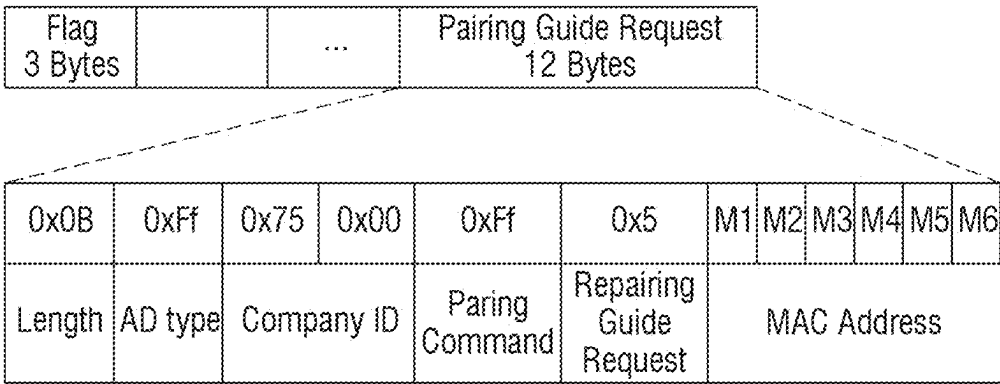 Flag ... Pairing Guide Request
3 Bytes 12 Bytes
0x0B 0xFf 0x75 0x00 0xFf 0x5 M1 M2 M3 M4 M5 M6
Length AD type Company ID Paring Command Repairing Guide Request MAC Address